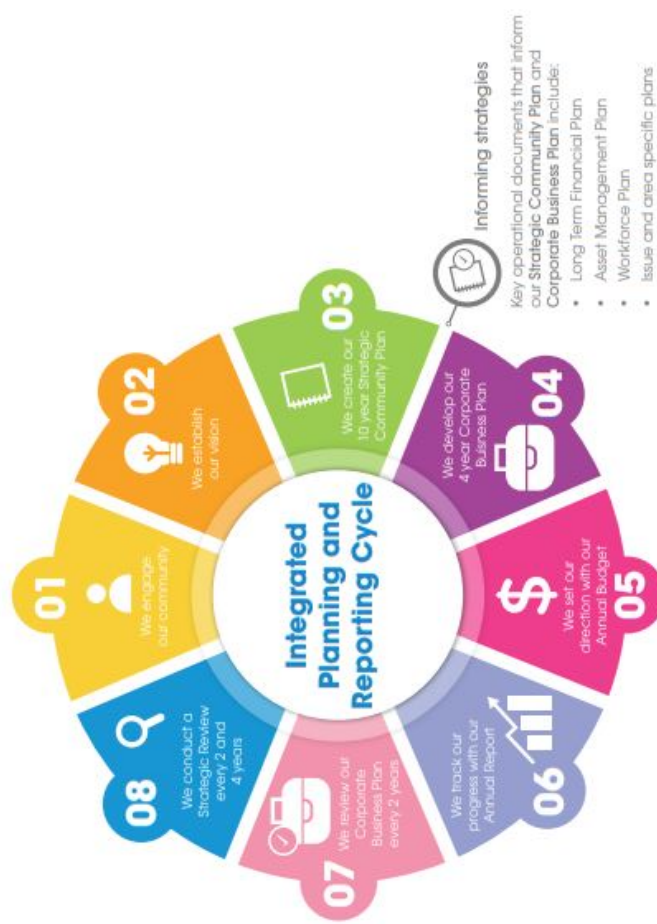 Integrated
Planning and
Reporting Cycle
01
We engage
our community
02
We establish
our vision
03
We create our
10 year Strategic
Community Plan
04
We develop our
4 year Corporate
Buisness Plan
05
We set our
direction with our
Annual Budget
06
We track our
progress with our
Annual Report
07
We review our
Corporate
Business Plan
every 2 years
08
We conduct a
Strategic Review
every 2 and
4 years
Informing strategies
Key operational documents that inform
our Strategic Community Plan and
Corporate Business Plan include:
• Long Term Financial Plan
• Asset Management Plan
• Workforce Plan
• Issue and area specific plans